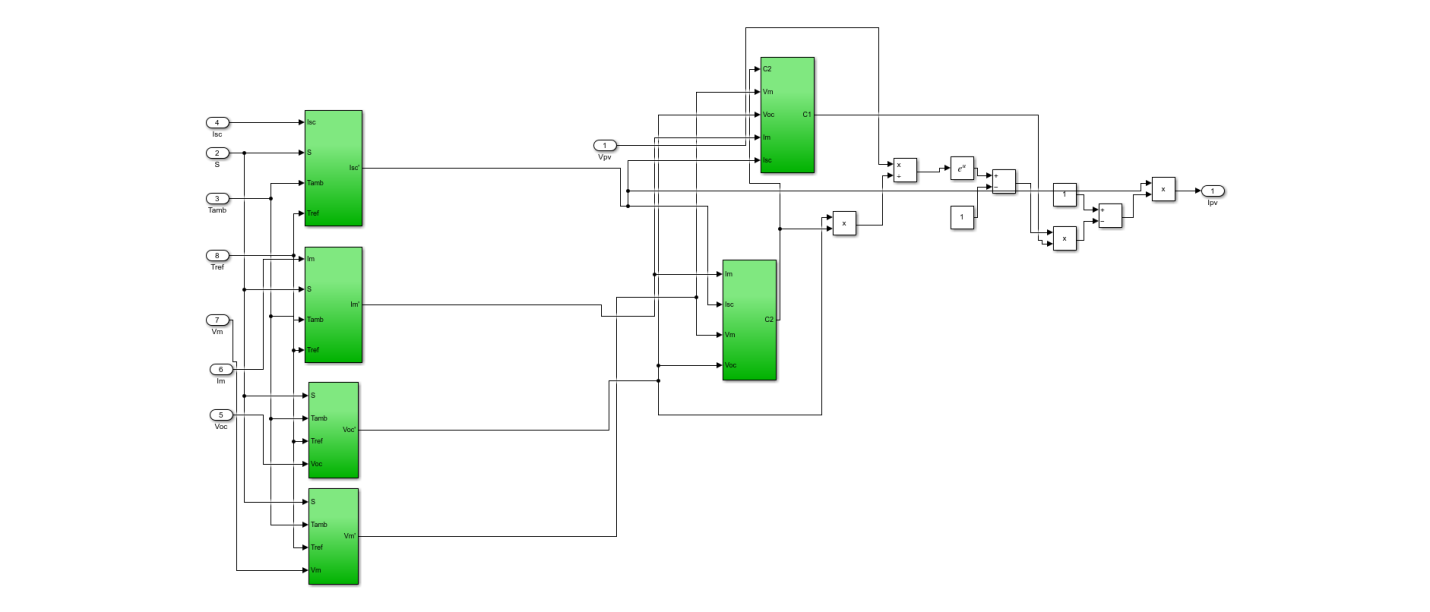 4
Isc
2
S
3
Tamb
8
Tref
7
Vm
6
Im
5
Voc
Isc
S
Tamb
Tref
Isc'
Im
S
Tamb
Tref
Im'
S
Tamb
Tref
Voc
Voc'
S
Tamb
Tref
Vm
Vm'
1
Vpv
C2
Vm
Voc
Im
Isc
C1
Im
Isc
Vm
Voc
C2
x
x
÷
eᵘ
1
+
−
1
x
+
−
x
1
Ipv